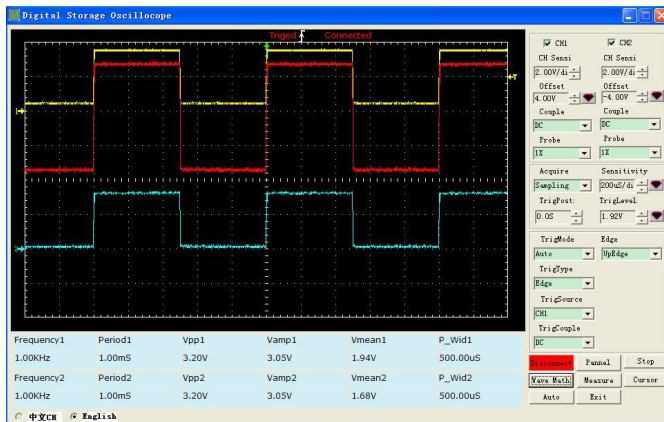 Digital Storage Oscillocope
Triged Connected
CH1 CH2
CH Sensi CH Sensi
2.00V/di 2.00V/di
Offset Offset
4.00V -4.00V
Couple Couple
DC DC
Probe Probe
1X 1X
Acquire Sensitivity
Sampling 200uS/di
TrigPost: TrigLevel
0.0S 1.92V
TrigMode Edge
Auto UpEdge
TrigType
Edge
TrigSource
CH1
TrigCouple
DC
Disconnect Pannel Stop
Wave Math Measure Cursor
Auto Exit
1
T
2
Frequency1 Period1 Vpp1 Vamp1 Vmean1 P_Wid1
1.00KHz 1.00mS 3.20V 3.05V 1.94V 500.00uS
Frequency2 Period2 Vpp2 Vamp2 Vmean2 P_Wid2
1.00KHz 1.00mS 3.20V 3.05V 1.68V 500.00uS
中文CH English